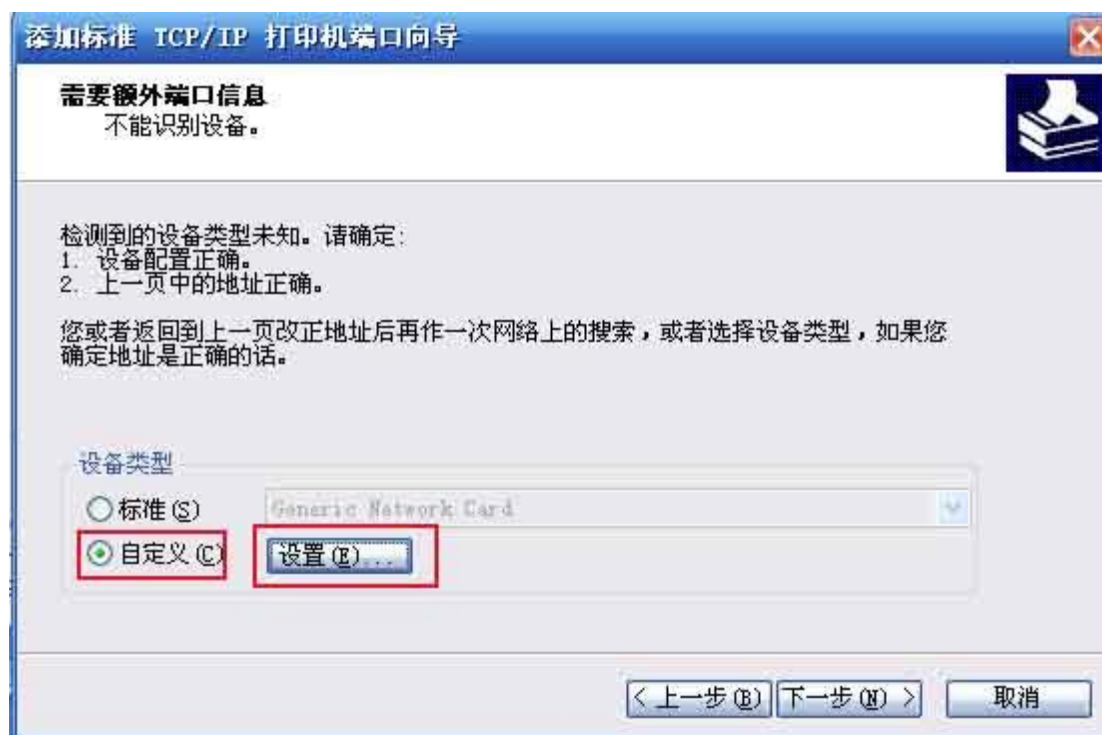 添加标准 TCP/IP 打印机端口向导
需要额外端口信息
不能识别设备。
检测到的设备类型未知。请确定:
1. 设备配置正确。
2. 上一页中的地址正确。
您或者返回到上一页改正地址后再作一次网络上的搜索，或者选择设备类型，如果您
确定地址是正确的话。
设备类型
标准(S)
Generic Network Card
自定义(C)
设置(E)...
< 上一步(B)
下一步(N) >
取消